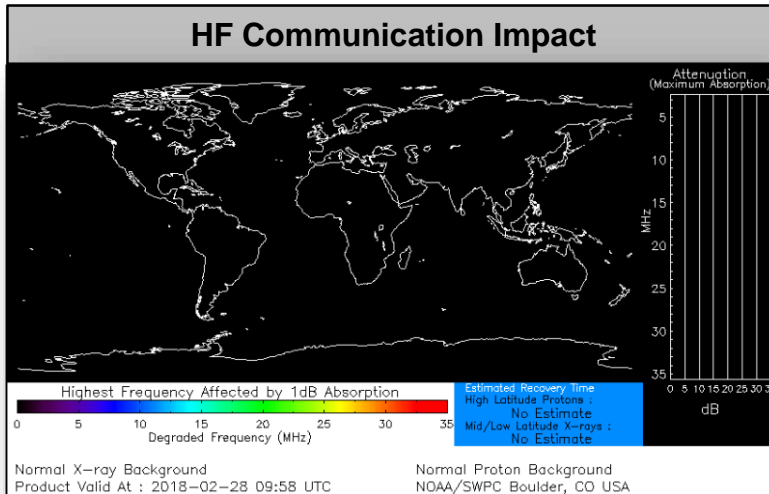 HF Communication Impact
Attenuation
(Maximum Absorption)
5
10
15
20
25
30
35
MHz
0 5 10 15 20 25 30 3
dB
Highest Frequency Affected by 1dB Absorption
0 5 10 15 20 25 30 35
Degraded Frequency (MHz)
Estimated Recovery Time
High Latitude Protons :
No Estimate
Mid/Low Latitude X-rays :
No Estimate
Normal X-ray Background
Normal Proton Background
Product Valid At : 2018-02-28 09:58 UTC
NOAA/SWPC Boulder, CO USA